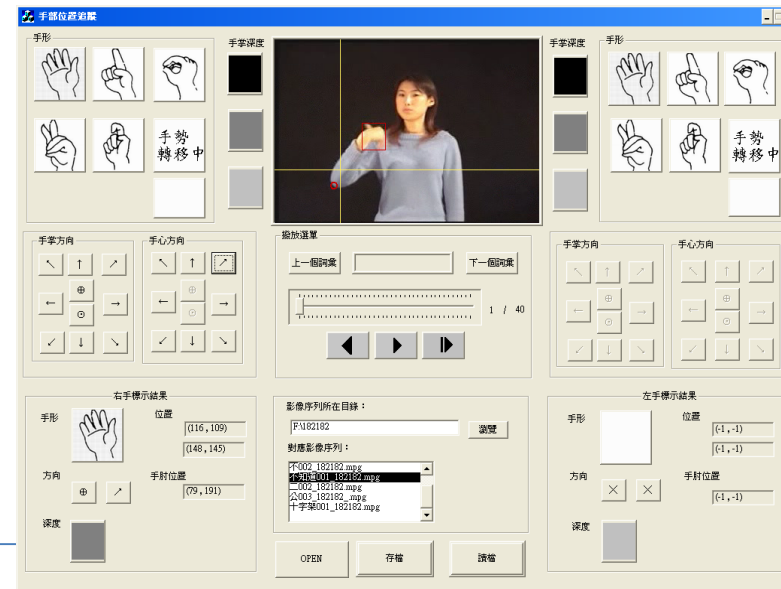 手部位置追蹤
手形
手掌深度
手掌深度
手形
手勢
轉移中
手勢
轉移中
手掌方向
手心方向
播放選單
手掌方向
手心方向
上一個詞彙
下一個詞彙
1 / 40
右手標示結果
手形
位置
(116,109)
(148,145)
方向
手肘位置
(79,191)
深度
影像序列所在目錄：
F:\182182
瀏覽
對應影像序列：
不002_182182.mpg
不知道001_182182.mpg
二002_182182.mpg
公003_182182_.mpg
十字架001_182182.mpg
OPEN
存檔
讀檔
左手標示結果
手形
位置
(-1,-1)
(-1,-1)
方向
手肘位置
(-1,-1)
深度